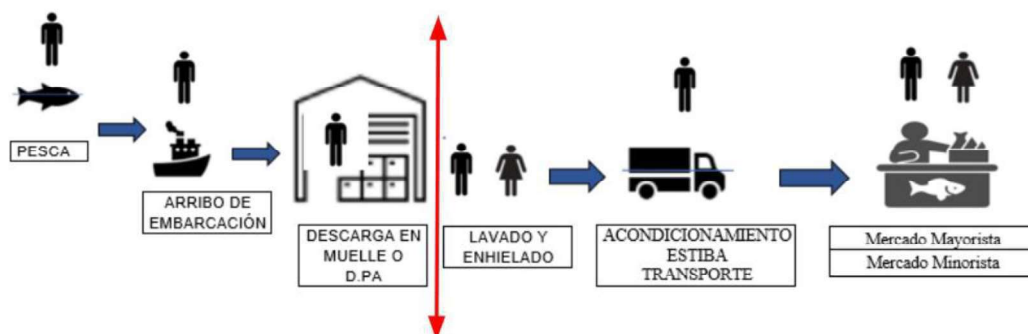 PESCA
ARRIBO DE
EMBARCACIÓN
DESCARGA EN
MUELLE O
D.PA
LAVADO Y
ENHIELADO
ACONDICIONAMIENTO
ESTIBA
TRANSPORTE
Mercado Mayorista
Mercado Minorista